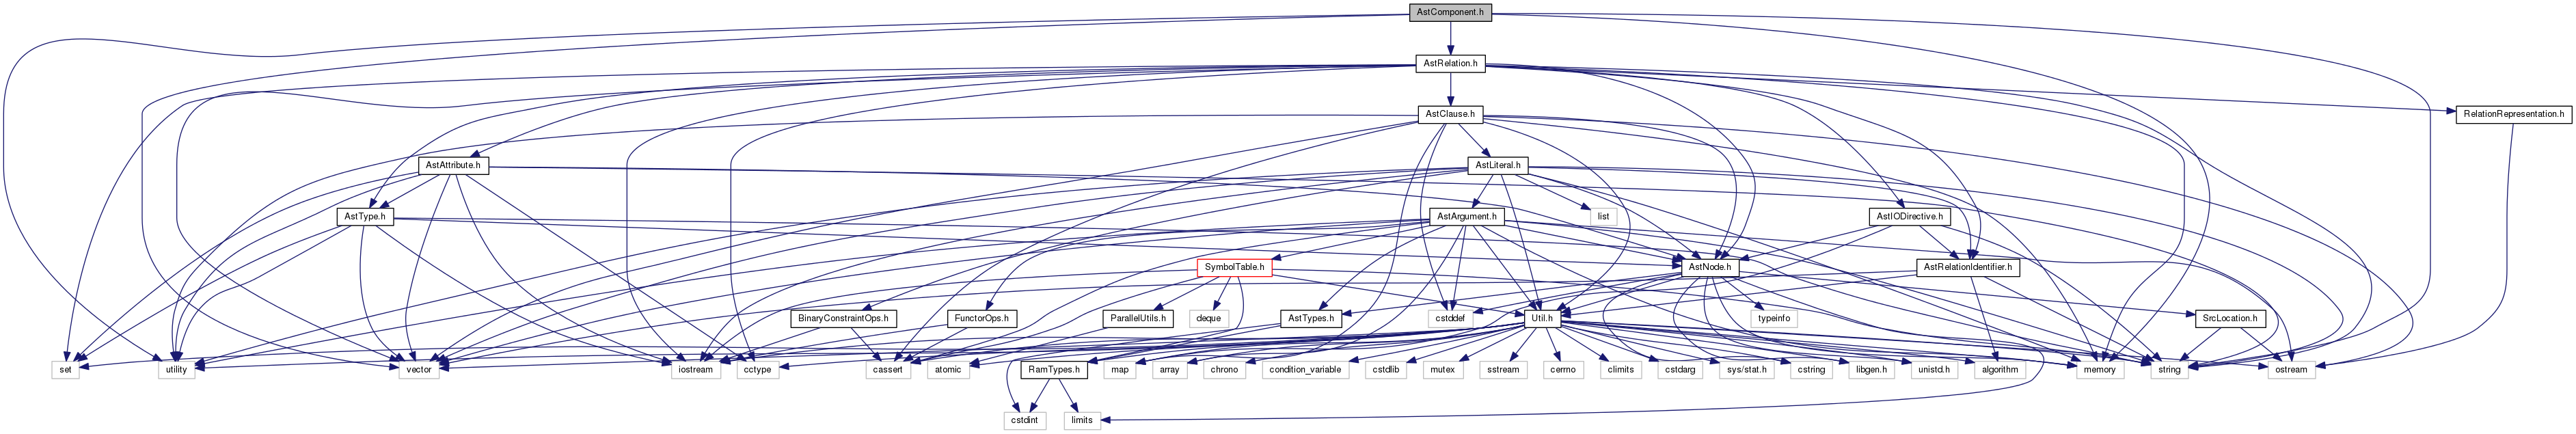 AstComponent.h
AstRelation.h
AstClause.h
RelationRepresentation.h
AstAttribute.h
AstLiteral.h
AstType.h
AstArgument.h
list
AstIODirective.h
SymbolTable.h
AstNode.h
AstRelationIdentifier.h
BinaryConstraintOps.h
FunctorOps.h
ParallelUtils.h
deque
AstTypes.h
cstddef
Util.h
typeinfo
SrcLocation.h
set
utility
vector
iostream
cctype
cassert
atomic
RamTypes.h
map
array
chrono
condition_variable
cstdlib
mutex
sstream
cerrno
climits
cstdarg
sys/stat.h
cstring
libgen.h
unistd.h
algorithm
memory
string
ostream
cstdint
limits